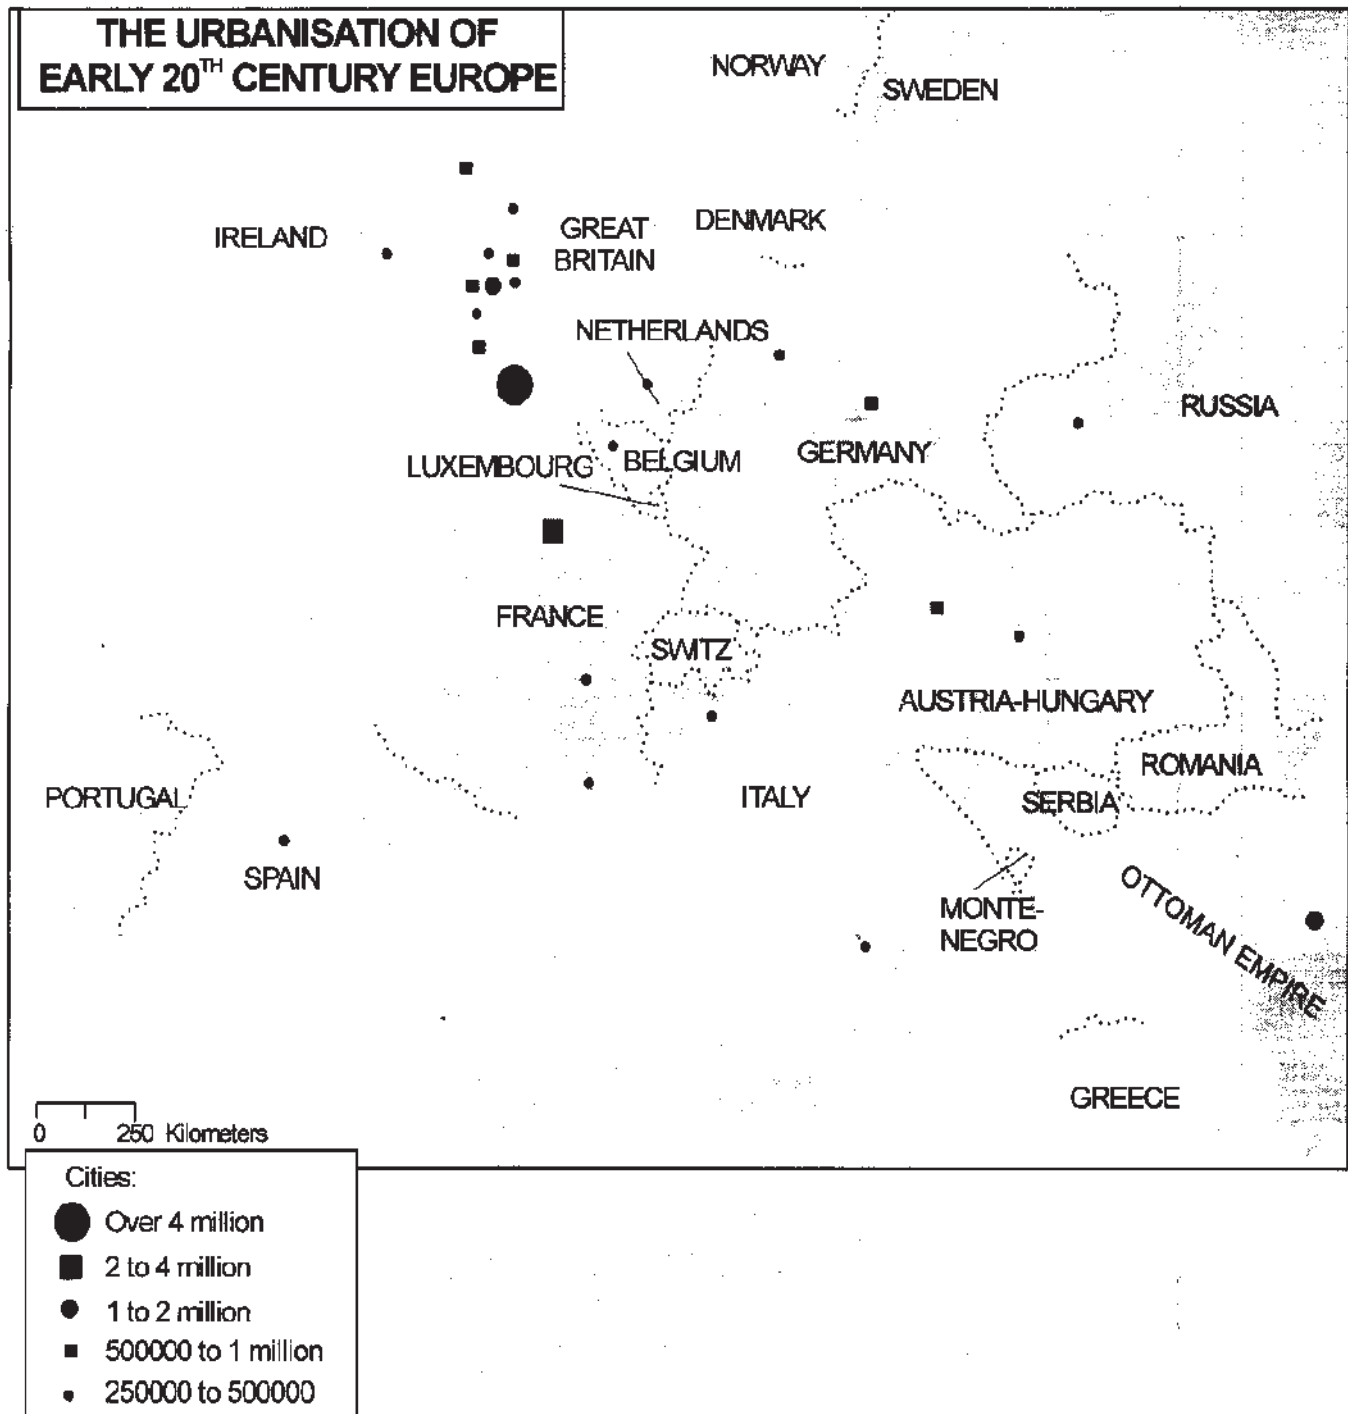 THE URBANISATION OF
EARLY 20TH CENTURY EUROPE
NORWAY
SWEDEN
IRELAND
GREAT
BRITAIN
DENMARK
NETHERLANDS
RUSSIA
LUXEMBOURG
BELGIUM
GERMANY
FRANCE
SWITZ
AUSTRIA-HUNGARY
PORTUGAL
ITALY
ROMANIA
SERBIA
SPAIN
MONTE-
NEGRO
OTTOMAN EMPIRE
GREECE
0 250 Kilometers
Cities:
Over 4 million
2 to 4 million
1 to 2 million
500000 to 1 million
250000 to 500000